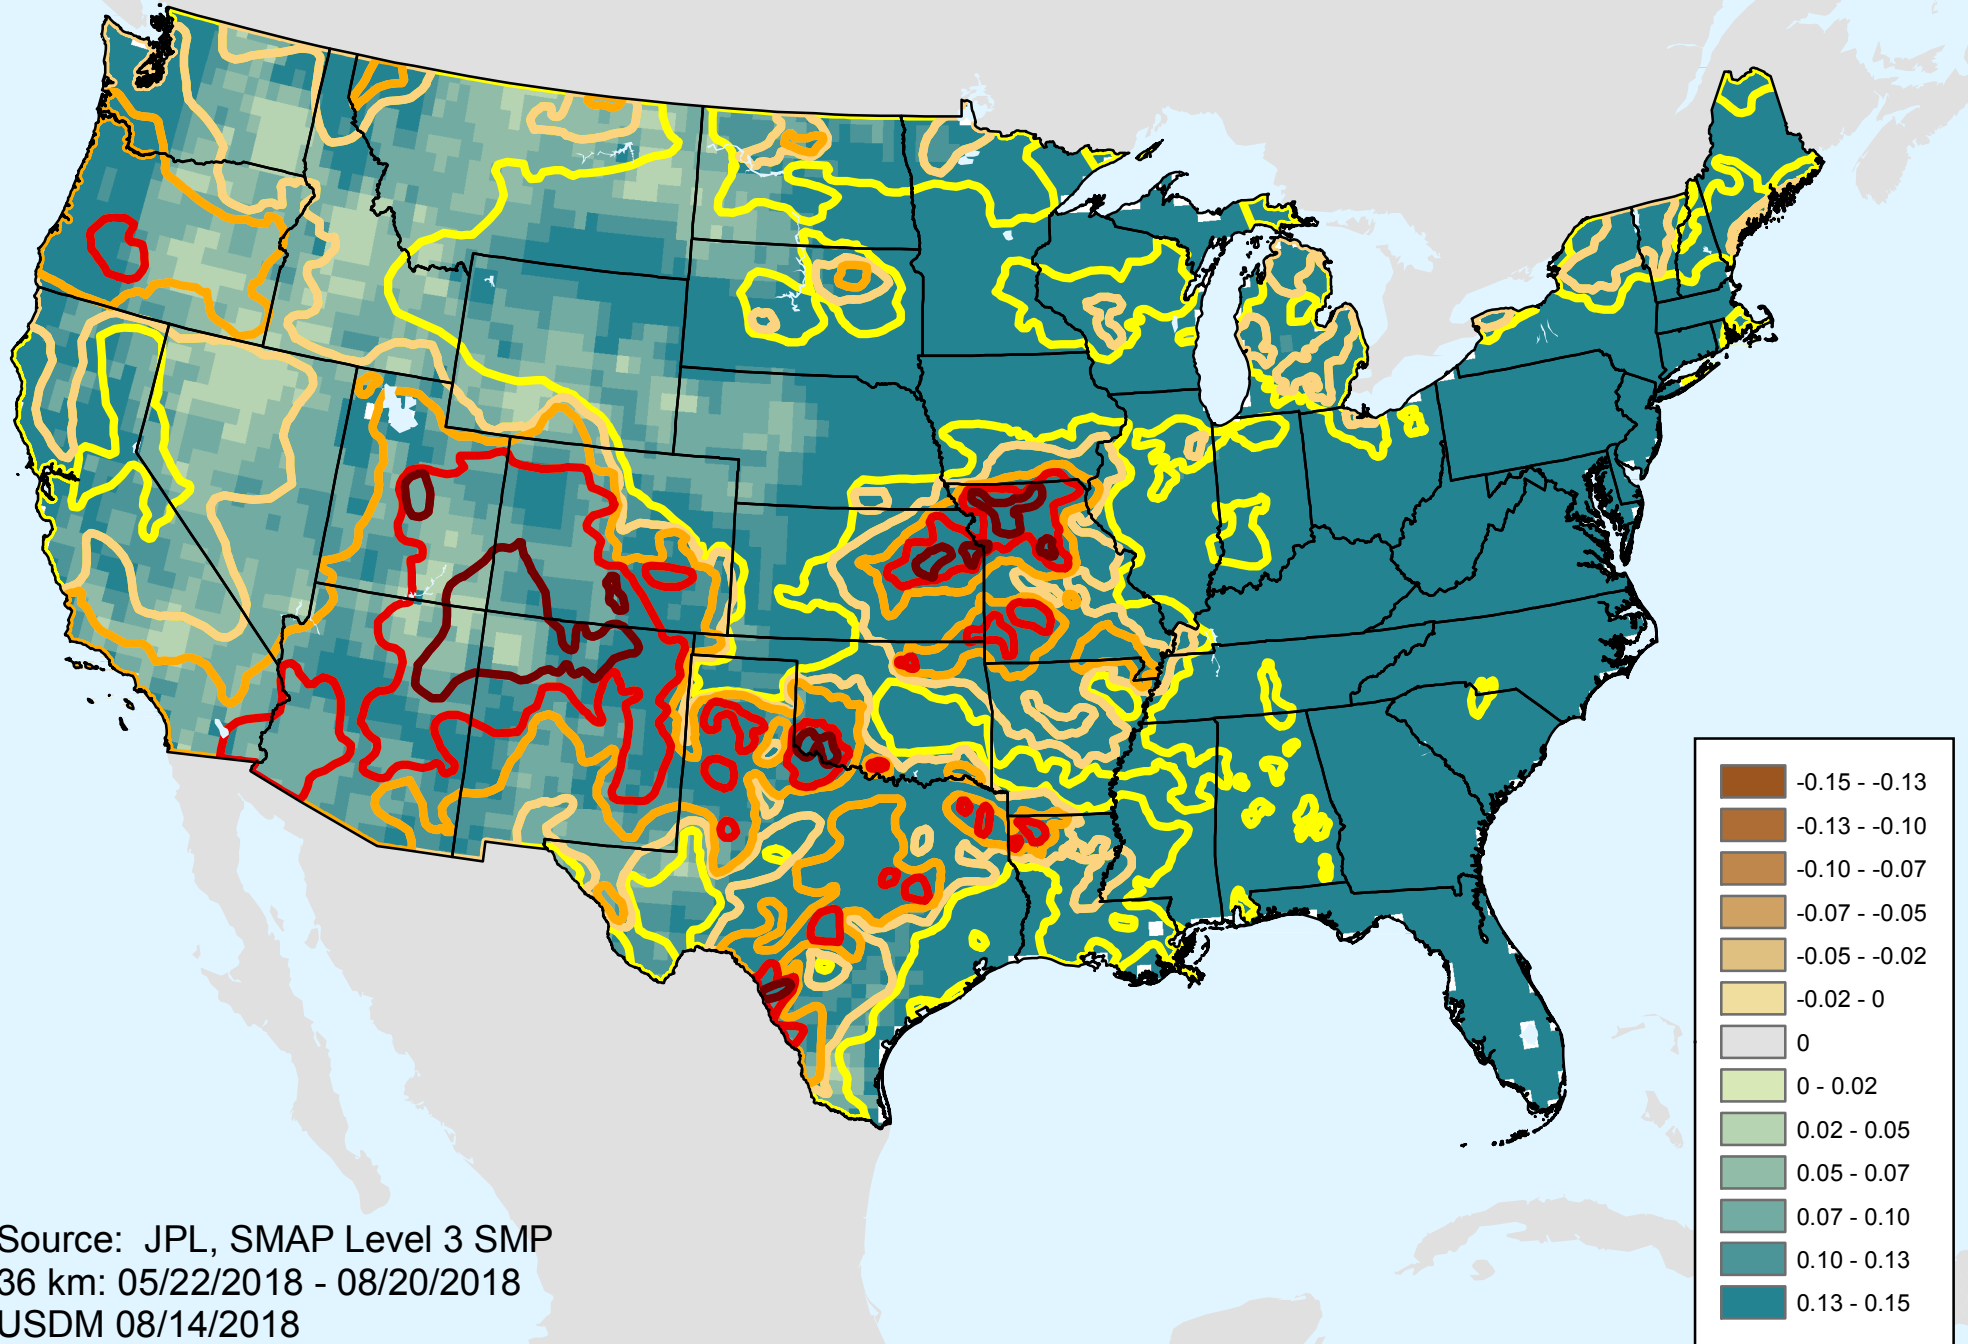 -0.15 - -0.13
-0.13 - -0.10
-0.10 - -0.07
-0.07 - -0.05
-0.05 - -0.02
-0.02 - 0
0
0 - 0.02
0.02 - 0.05
0.05 - 0.07
0.07 - 0.10
0.10 - 0.13
0.13 - 0.15
Source: JPL, SMAP Level 3 SMP
36 km: 05/22/2018 - 08/20/2018
USDM 08/14/2018